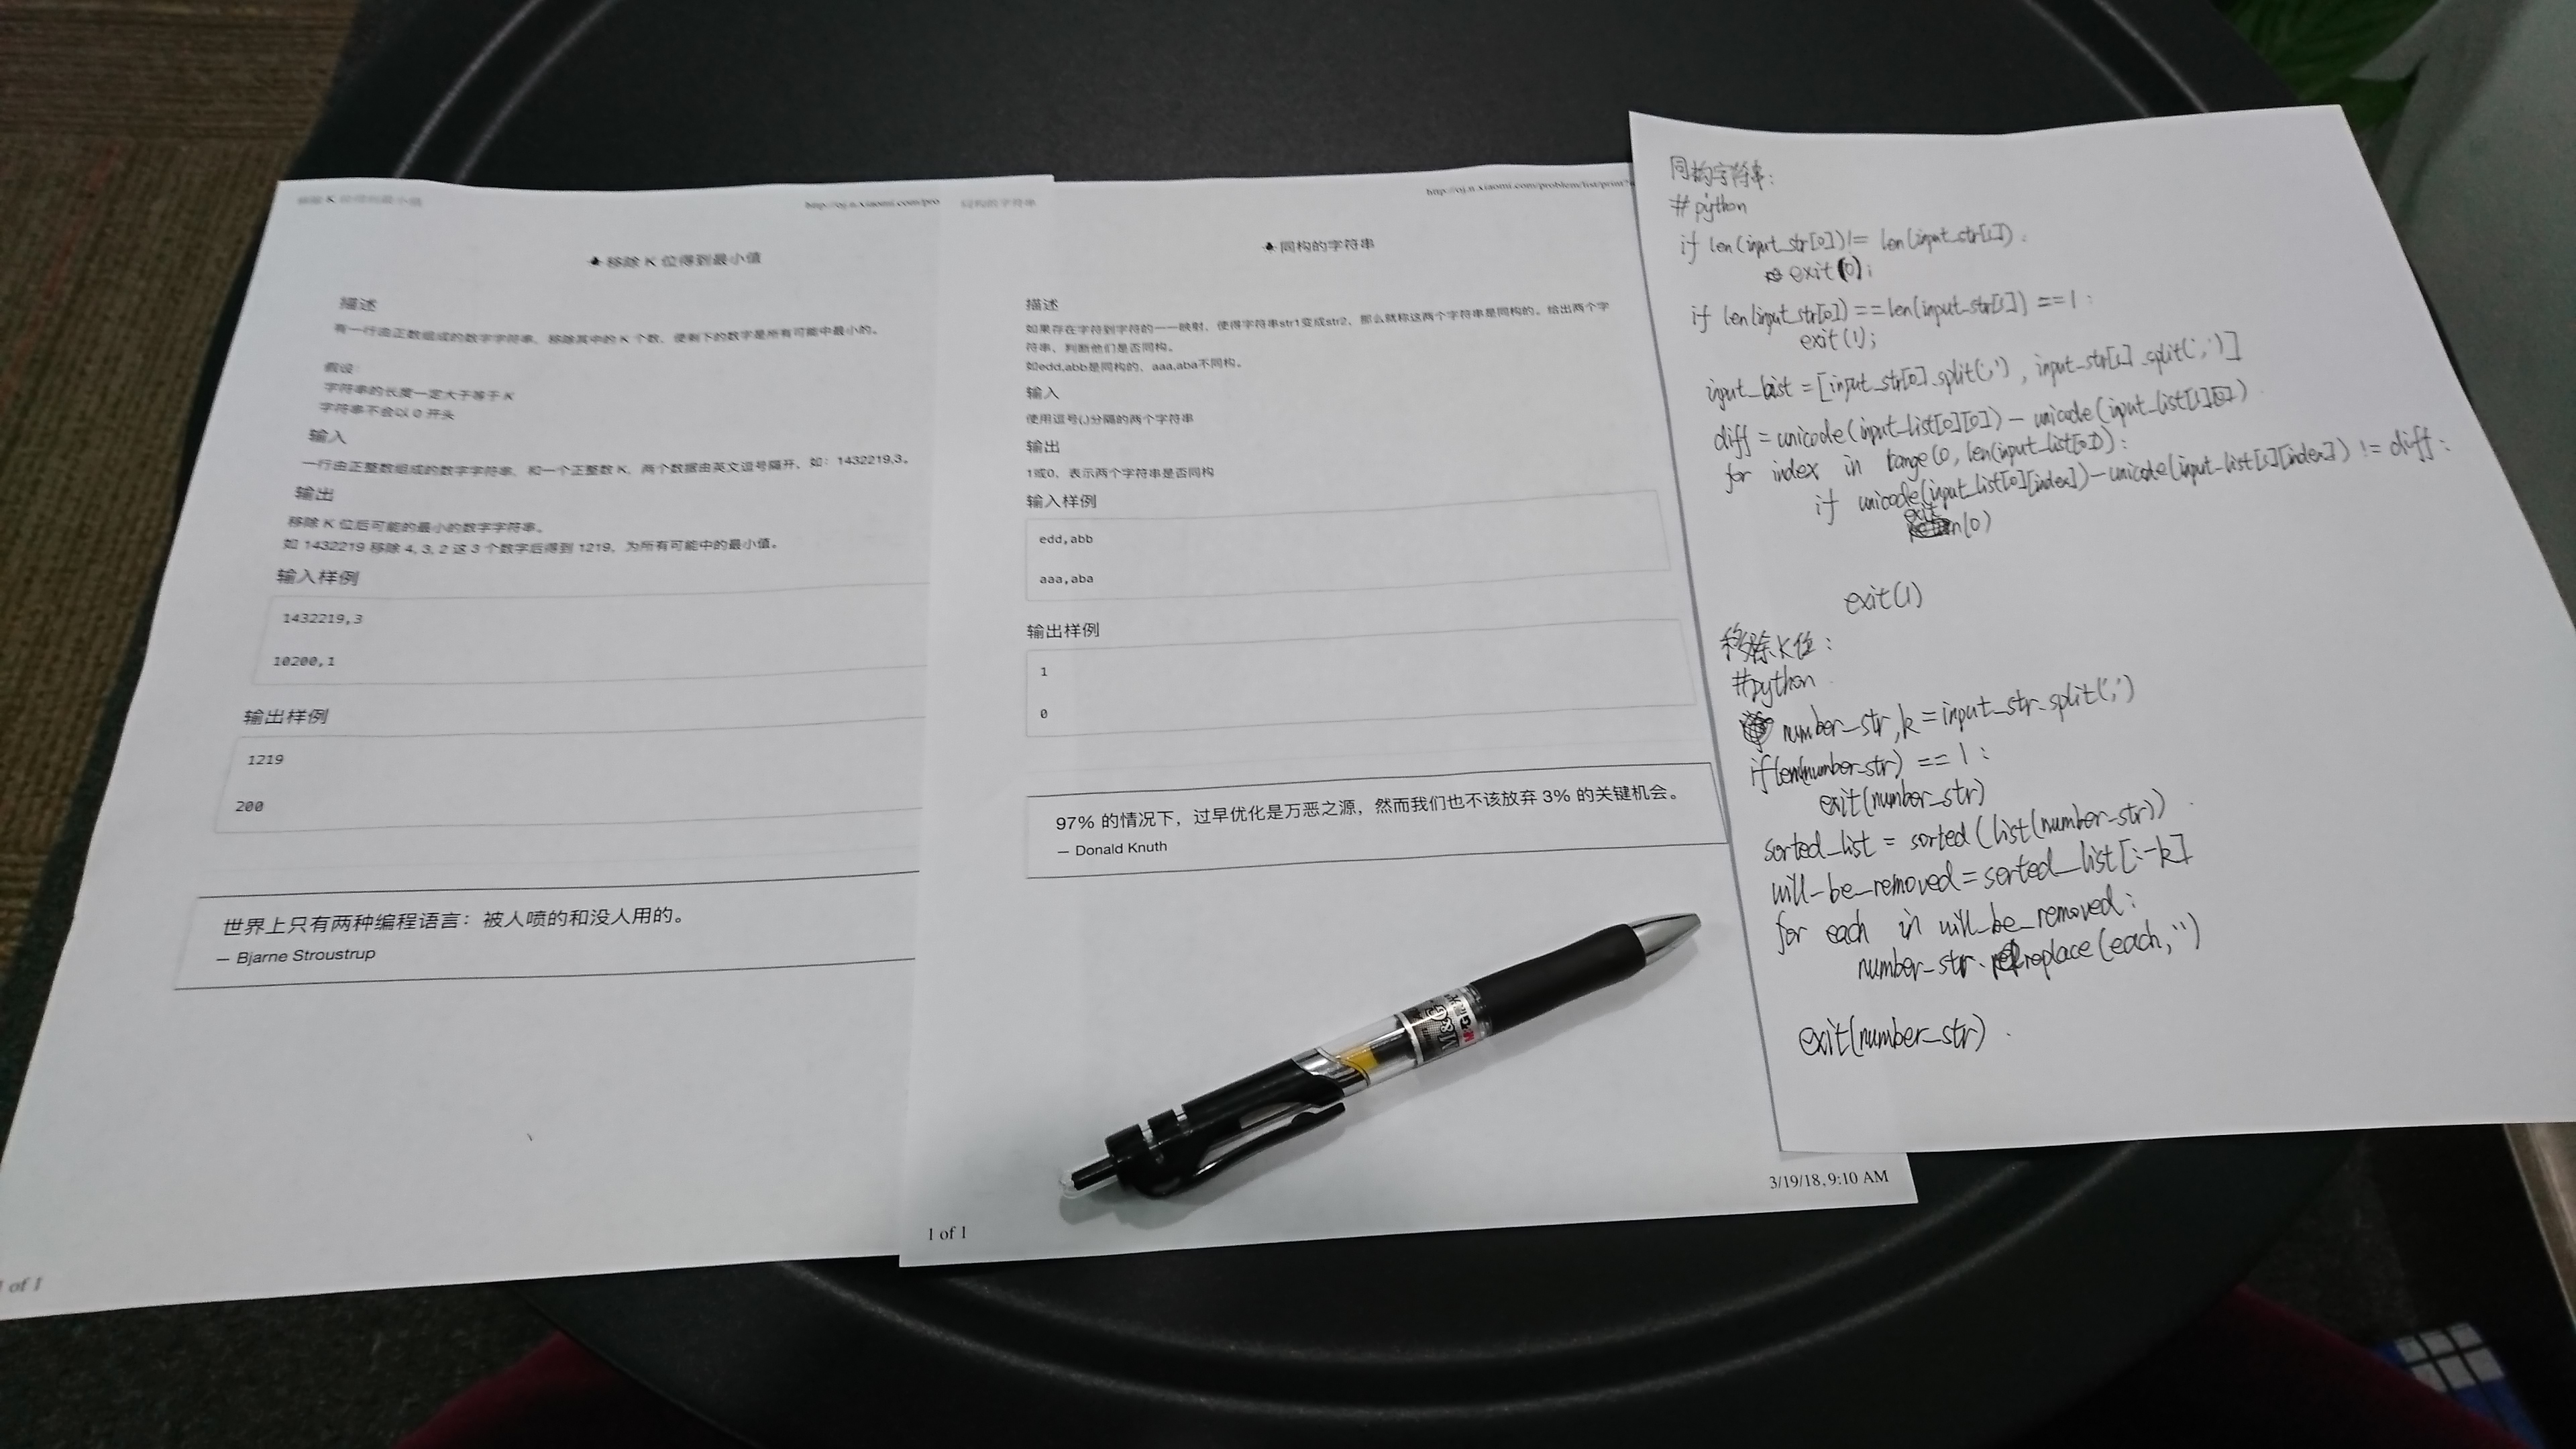 移除 K 位得到最小值
http://oj.n.xiaomi.com/pro
移除 K 位得到最小值
描述
有一行由正数组成的数字字符串，移除其中的 K 个数，使剩下的数字是所有可能中最小的。
假设：
字符串的长度一定大于等于 K
字符串不会以 0 开头
输入
一行由正整数组成的数字字符串，和一个正整数 K，两个数据由英文逗号隔开，如：1432219,3。
输出
移除 K 位后可能的最小的数字字符串。
如 1432219 移除 4, 3, 2 这 3 个数字后得到 1219，为所有可能中的最小值。
输入样例
1432219,3
10200,1
输出样例
1219
200
世界上只有两种编程语言：被人喷的和没人用的。
— Bjarne Stroustrup
1 of 1
同构的字符串
http://oj.n.xiaomi.com/problem/list/print?
同构的字符串
描述
如果存在字符到字符的一一映射，使得字符串str1变成str2，那么就称这两个字符串是同构的。给出两个字
符串，判断他们是否同构。
如edd,abb是同构的，aaa,aba不同构。
输入
使用逗号(,)分隔的两个字符串
输出
1或0，表示两个字符串是否同构
输入样例
edd,abb
aaa,aba
输出样例
1
0
97% 的情况下，过早优化是万恶之源，然而我们也不该放弃 3% 的关键机会。
— Donald Knuth
1 of 1
3/19/18, 9:10 AM
同构字符串：
# python
if len(input_str[0]) != len(input_str[1]):
exit(0);
if len(input_str[0]) == len(input_str[1]) == 1 :
exit(1);
input_list = [input_str[0].split(','), input_str[1].split(',')]
diff = unicode(input_list[0][0]) - unicode(input_list[1][0])
for index in range(0, len(input_list[0])):
if unicode(input_list[0][index]) - unicode(input_list[1][index]) != diff :
exit(0)
exit(1)
移除K位：
#python
number_str, k = input_str.split(',')
if(len(number_str) == 1 :
exit(number_str)
sorted_list = sorted(list(number_str))
will_be_removed = sorted_list[:-k]
for each in will_be_removed:
number_str.replace(each,'')
exit(number_str)
M&G